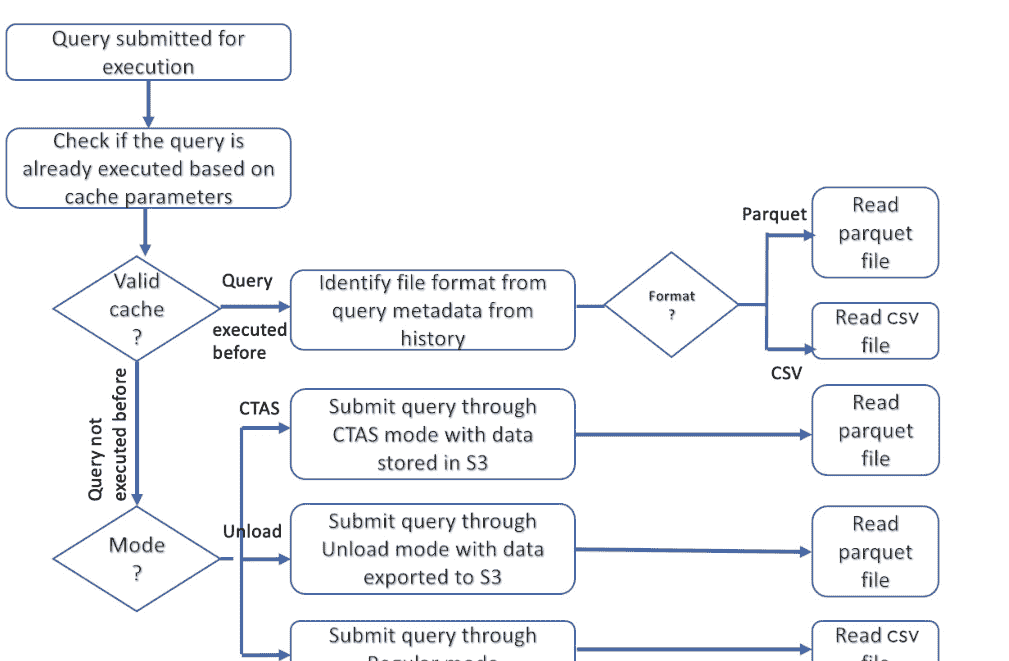 Query submitted for
execution
Check if the query is
already executed based on
cache parameters
Valid
cache
?
Query
executed
before
Identify file format from
query metadata from
history
Format
?
Parquet
Read
parquet
file
Read csv
file
CSV
Query not
executed before
Mode
?
CTAS
Submit query through
CTAS mode with data
stored in S3
Read
parquet
file
Unload
Submit query through
Unload mode with data
exported to S3
Read
parquet
file
Submit query through
Regular mode
Read csv
file